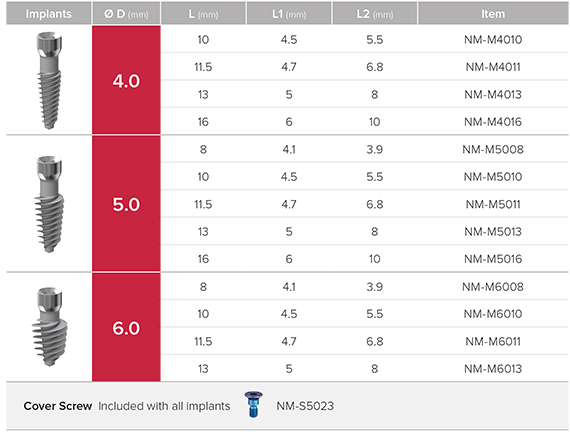 Implants Ø D (mm) L (mm) L1 (mm) L2 (mm) Item
10 4.5 5.5 NM-M4010
11.5 4.7 6.8 NM-M4011
4.0
13 5 8 NM-M4013
16 6 10 NM-M4016
8 4.1 3.9 NM-M5008
10 4.5 5.5 NM-M5010
5.0 11.5 4.7 6.8 NM-M5011
13 5 8 NM-M5013
16 6 10 NM-M5016
8 4.1 3.9 NM-M6008
10 4.5 5.5 NM-M6010
6.0
11.5 4.7 6.8 NM-M6011
13 5 8 NM-M6013
Cover Screw Included with all implants NM-S5023